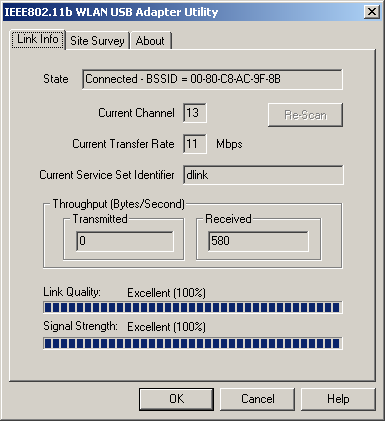 IEEE802.11b WLAN USB Adapter Utility
Link Info Site Survey About
State Connected - BSSID = 00-80-C8-AC-9F-8B
Current Channel 13 Re-Scan
Current Transfer Rate 11 Mbps
Current Service Set Identifier dlink
Throughput (Bytes/Second)
Transmitted Received
0 580
Link Quality: Excellent (100%)
Signal Strength: Excellent (100%)
OK Cancel Help